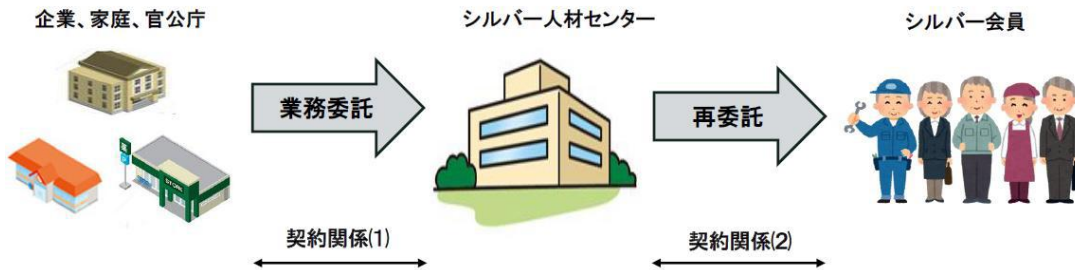 企業、家庭、官公庁
シルバー人材センター
シルバー会員
業務委託
再委託
STORE
契約関係⑴
契約関係⑵